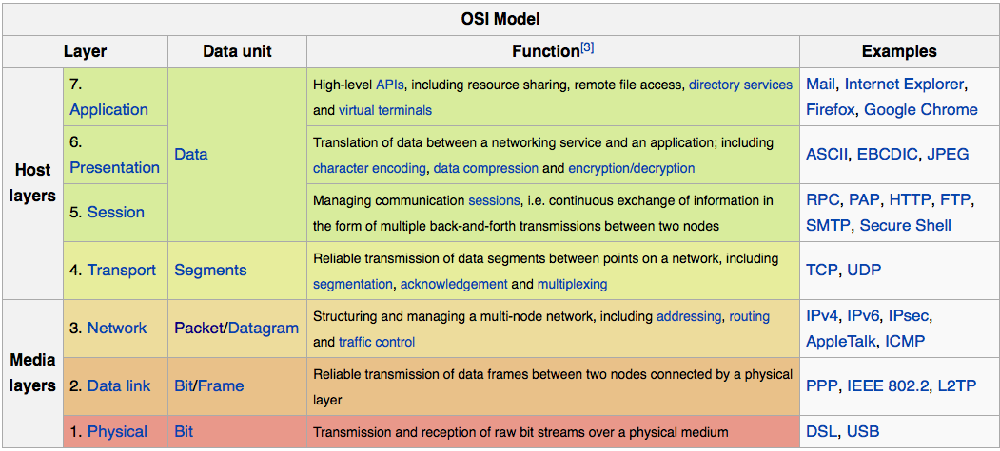 OSI Model
Layer Data unit Function[3] Examples
Host
layers
7.
Application
Data
High-level APIs, including resource sharing, remote file access, directory services
and virtual terminals
Mail, Internet Explorer,
Firefox, Google Chrome
6.
Presentation
Translation of data between a networking service and an application; including
character encoding, data compression and encryption/decryption
ASCII, EBCDIC, JPEG
5. Session
Managing communication sessions, i.e. continuous exchange of information in
the form of multiple back-and-forth transmissions between two nodes
RPC, PAP, HTTP, FTP,
SMTP, Secure Shell
4. Transport
Segments
Reliable transmission of data segments between points on a network, including
segmentation, acknowledgement and multiplexing
TCP, UDP
Media
layers
3. Network
Packet/Datagram
Structuring and managing a multi-node network, including addressing, routing
and traffic control
IPv4, IPv6, IPsec,
AppleTalk, ICMP
2. Data link
Bit/Frame
Reliable transmission of data frames between two nodes connected by a physical
layer
PPP, IEEE 802.2, L2TP
1. Physical
Bit
Transmission and reception of raw bit streams over a physical medium
DSL, USB